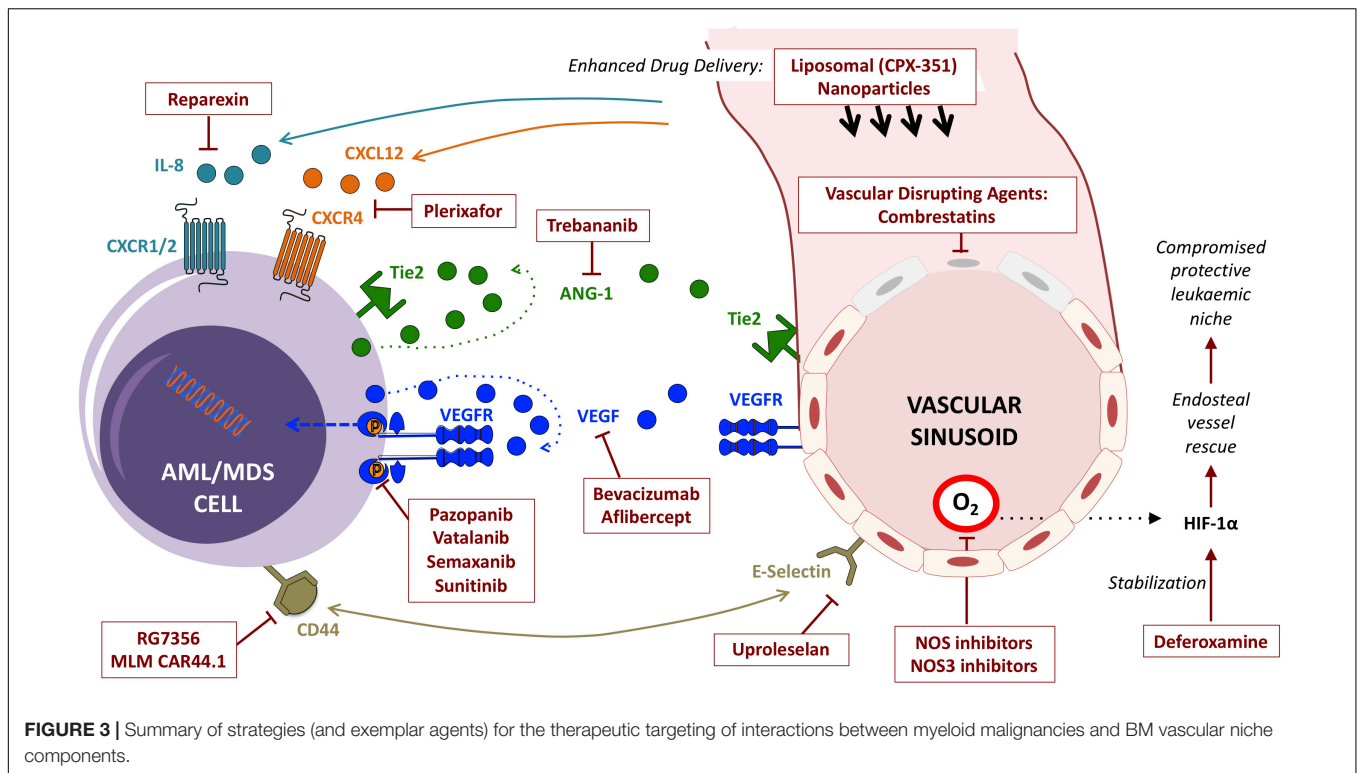 Enhanced Drug Delivery:
Liposomal (CPX-351)
Nanoparticles
Reparexin
IL-8
CXCL12
CXCR4
Plerixafor
CXCR1/2
Vascular Disrupting Agents:
Combrestatins
Trebananib
Tie2
ANG-1
Tie2
Compromised
protective
leukaemic
niche
VEGFR
VEGF
VEGFR
P
P
AML/MDS
CELL
VASCULAR
SINUSOID
Endosteal
vessel
rescue
O2
HIF-1α
Bevacizumab
Aflibercept
Pazopanib
Vatalanib
Semaxanib
Sunitinib
E-Selectin
Stabilization
CD44
RG7356
MLM CAR44.1
Uproleselan
NOS inhibitors
NOS3 inhibitors
Deferoxamine
FIGURE 3 | Summary of strategies (and exemplar agents) for the therapeutic targeting of interactions between myeloid malignancies and BM vascular niche
components.